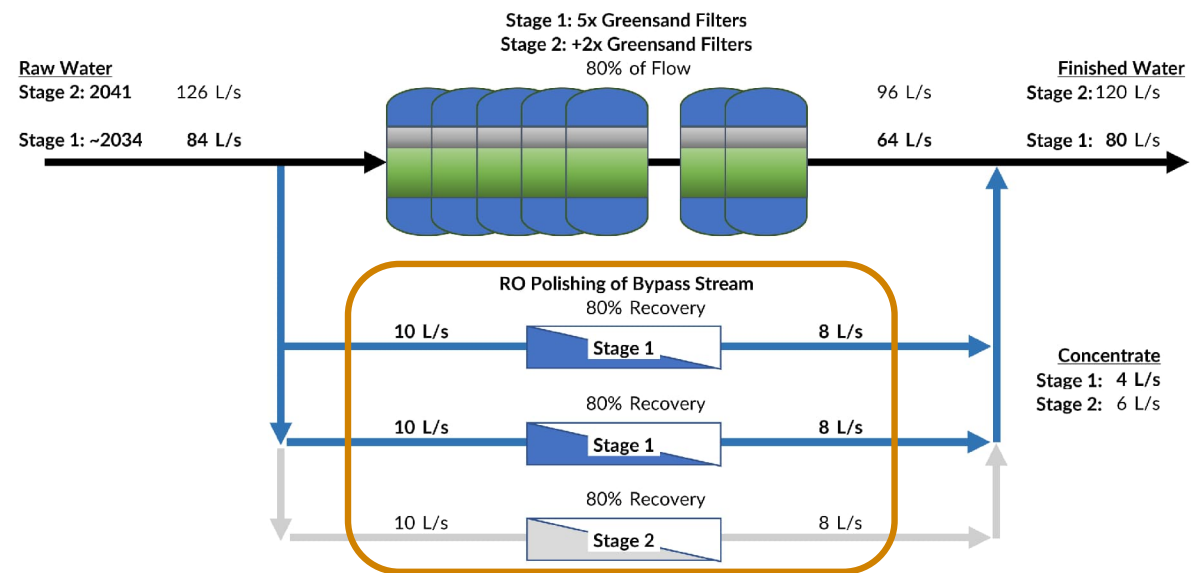 Stage 1: 5x Greensand Filters
Stage 2: +2x Greensand Filters
80% of Flow
Raw Water
Stage 2: 2041 126 L/s
Stage 1: ~2034 84 L/s
96 L/s
64 L/s
Finished Water
Stage 2: 120 L/s
Stage 1: 80 L/s
RO Polishing of Bypass Stream
80% Recovery
10 L/s Stage 1 8 L/s
80% Recovery
10 L/s Stage 1 8 L/s
80% Recovery
10 L/s Stage 2 8 L/s
Concentrate
Stage 1: 4 L/s
Stage 2: 6 L/s